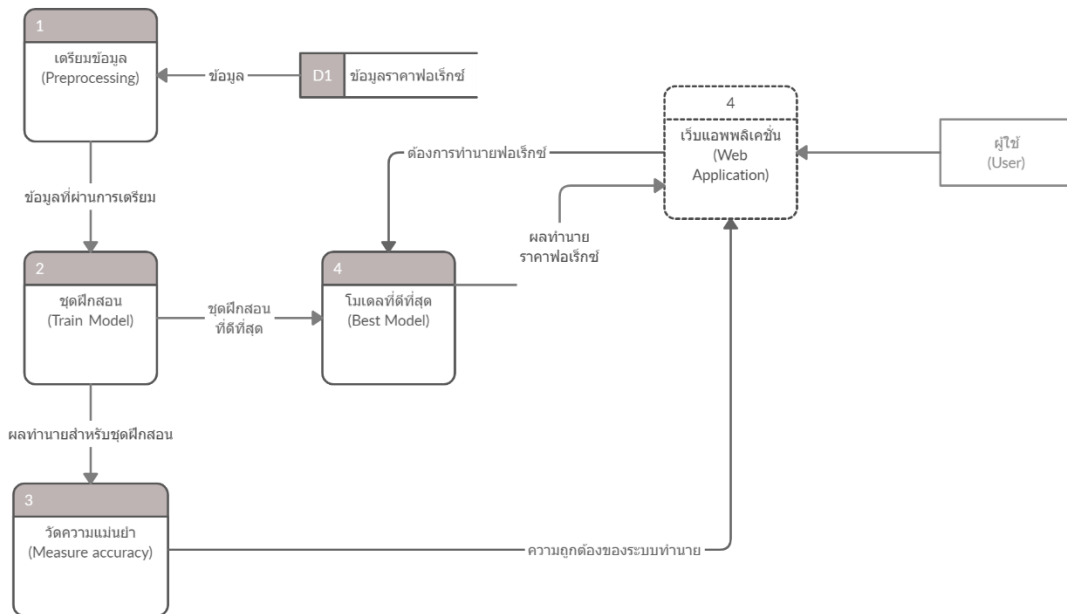 1
เตรียมข้อมูล
(Preprocessing)
ข้อมูล
D1
ข้อมูลราคาฟอเร็กซ์
4
เว็บแอพพลิเคชั่น
(Web
Application)
ผู้ใช้
(User)
ต้องการทำนายฟอเร็กซ์
ข้อมูลที่ผ่านการเตรียม
ผลทำนาย
ราคาฟอเร็กซ์
2
ชุดฝึกสอน
(Train Model)
ชุดฝึกสอน
ที่ดีที่สุด
4
โมเดลที่ดีที่สุด
(Best Model)
ผลทำนายสำหรับชุดฝึกสอน
3
วัดความแม่นยำ
(Measure accuracy)
ความถูกต้องของระบบทำนาย